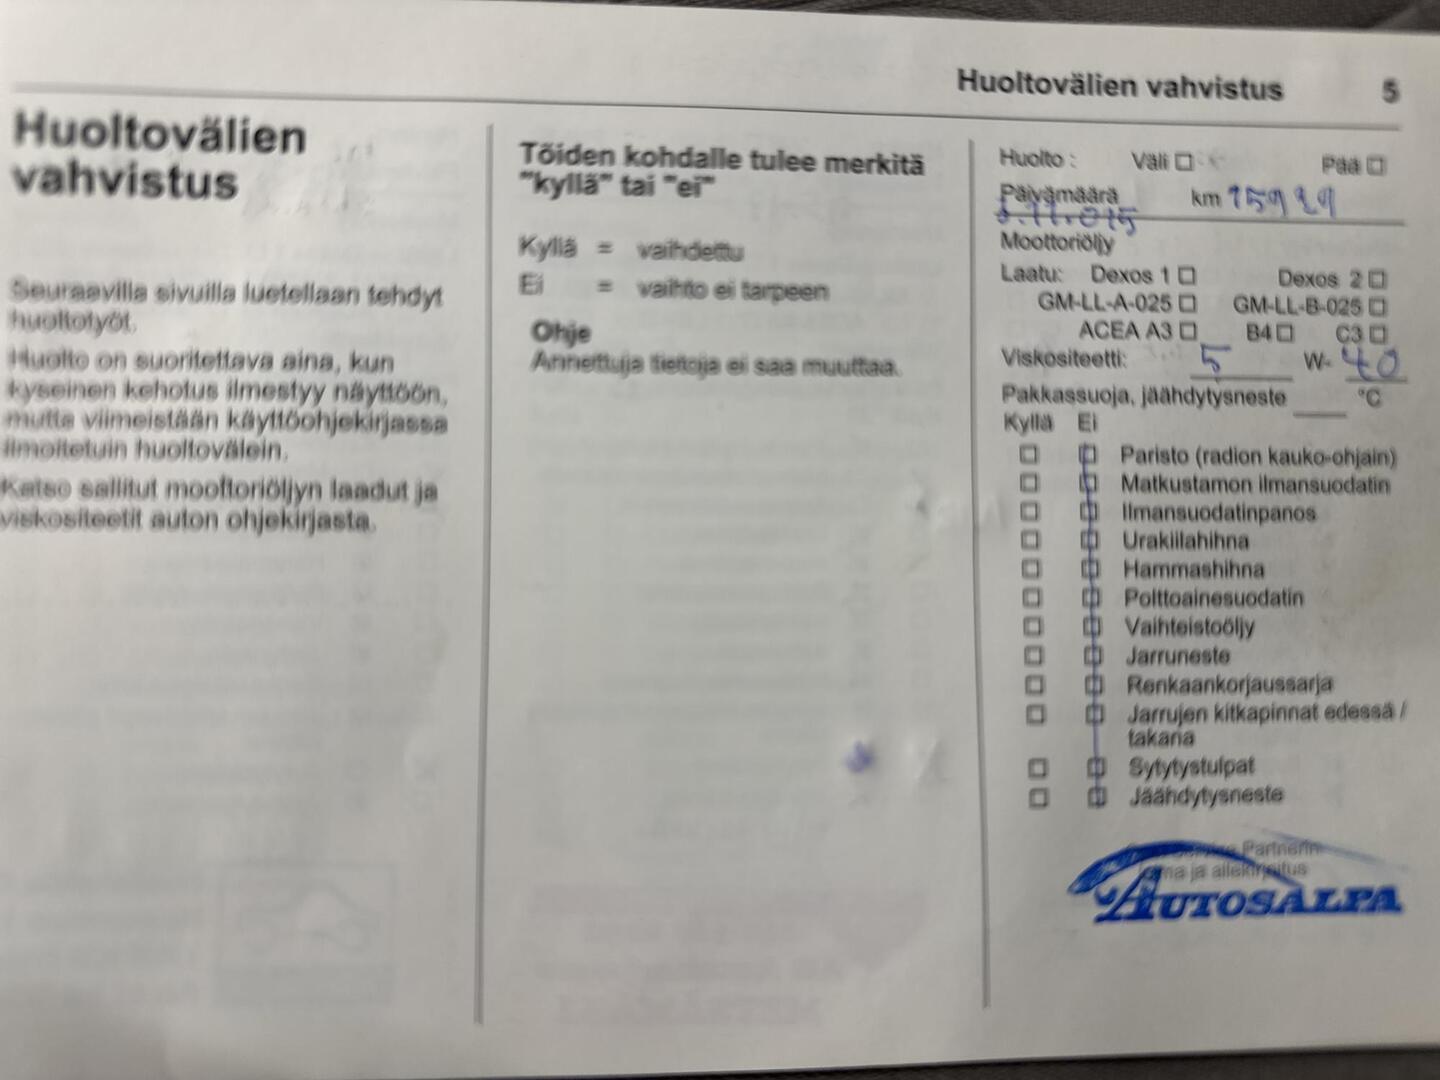 Huoltovälien vahvistus 5
Huoltovälien
vahvistus
Seuraavilla sivuilla luetellaan tehdyt
huoltotyöt.
Huolto on suoritettava aina, kun
kyseinen kehotus ilmestyy näyttöön,
mutta viimeistään käyttöohjekirjassa
ilmoitetuin huoltovälein.
Katso sallitut moottoriöljyn laadut ja
viskositeetit auton ohjekirjasta.
Töiden kohdalle tulee merkitä
"kyllä" tai "ei"
Kyllä = vaihdettu
Ei = vaihto ei tarpeen
Ohje
Annettuja tietoja ei saa muuttaa.
Huolto : Väli Pää
Päivämäärä km
Moottoriöljy
Laatu: Dexos 1 Dexos 2
GM-LL-A-025 GM-LL-B-025
ACEA A3 B4 C3
Viskositeetti: 5 W- 40
Pakkassuoja, jäähdytysneste °C
Kyllä Ei
Paristo (radion kauko-ohjain)
Matkustamon ilmansuodatin
Ilmansuodatinpanos
Urakiilahihna
Hammashihna
Polttoainesuodatin
Vaihteistoöljy
Jarruneste
Renkaankorjaussarja
Jarrujen kitkapinnat edessä /
takana
Sytytystulpat
Jäähdytysneste
Partnerin
ja allekirjoitus
AUTOSALPA